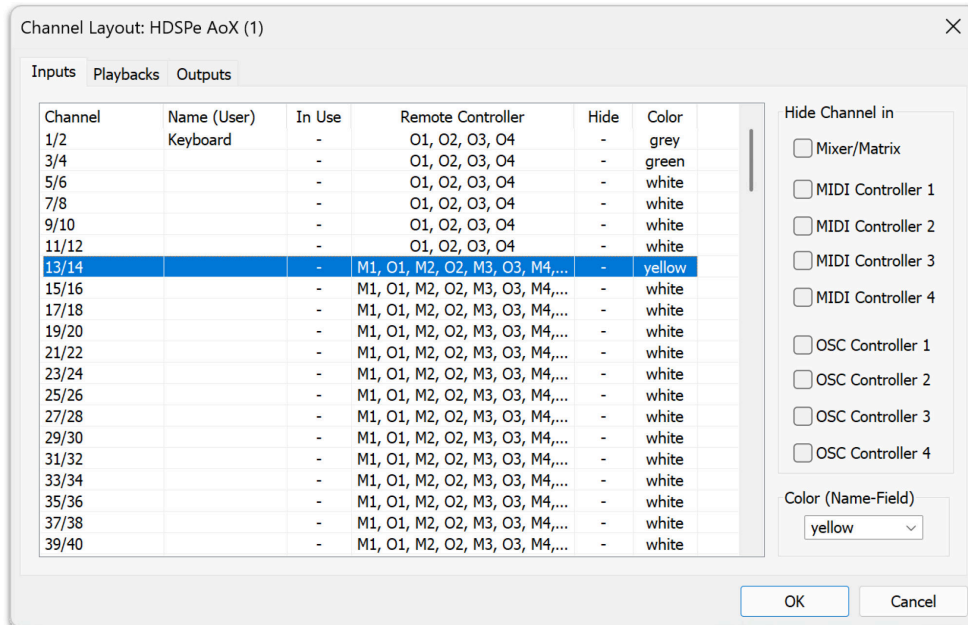 Channel Layout: HDSPe AoX (1)
Inputs Playbacks Outputs
Channel Name (User) In Use Remote Controller Hide Color
1/2 Keyboard - O1, O2, O3, O4 - grey
3/4 - O1, O2, O3, O4 - green
5/6 - O1, O2, O3, O4 - white
7/8 - O1, O2, O3, O4 - white
9/10 - O1, O2, O3, O4 - white
11/12 - O1, O2, O3, O4 - white
13/14 - M1, O1, M2, O2, M3, O3, M4,... - yellow
15/16 - M1, O1, M2, O2, M3, O3, M4,... - white
17/18 - M1, O1, M2, O2, M3, O3, M4,... - white
19/20 - M1, O1, M2, O2, M3, O3, M4,... - white
21/22 - M1, O1, M2, O2, M3, O3, M4,... - white
23/24 - M1, O1, M2, O2, M3, O3, M4,... - white
25/26 - M1, O1, M2, O2, M3, O3, M4,... - white
27/28 - M1, O1, M2, O2, M3, O3, M4,... - white
29/30 - M1, O1, M2, O2, M3, O3, M4,... - white
31/32 - M1, O1, M2, O2, M3, O3, M4,... - white
33/34 - M1, O1, M2, O2, M3, O3, M4,... - white
35/36 - M1, O1, M2, O2, M3, O3, M4,... - white
37/38 - M1, O1, M2, O2, M3, O3, M4,... - white
39/40 - M1, O1, M2, O2, M3, O3, M4,... - white
Hide Channel in
Mixer/Matrix
MIDI Controller 1
MIDI Controller 2
MIDI Controller 3
MIDI Controller 4
OSC Controller 1
OSC Controller 2
OSC Controller 3
OSC Controller 4
Color (Name-Field)
yellow
OK Cancel